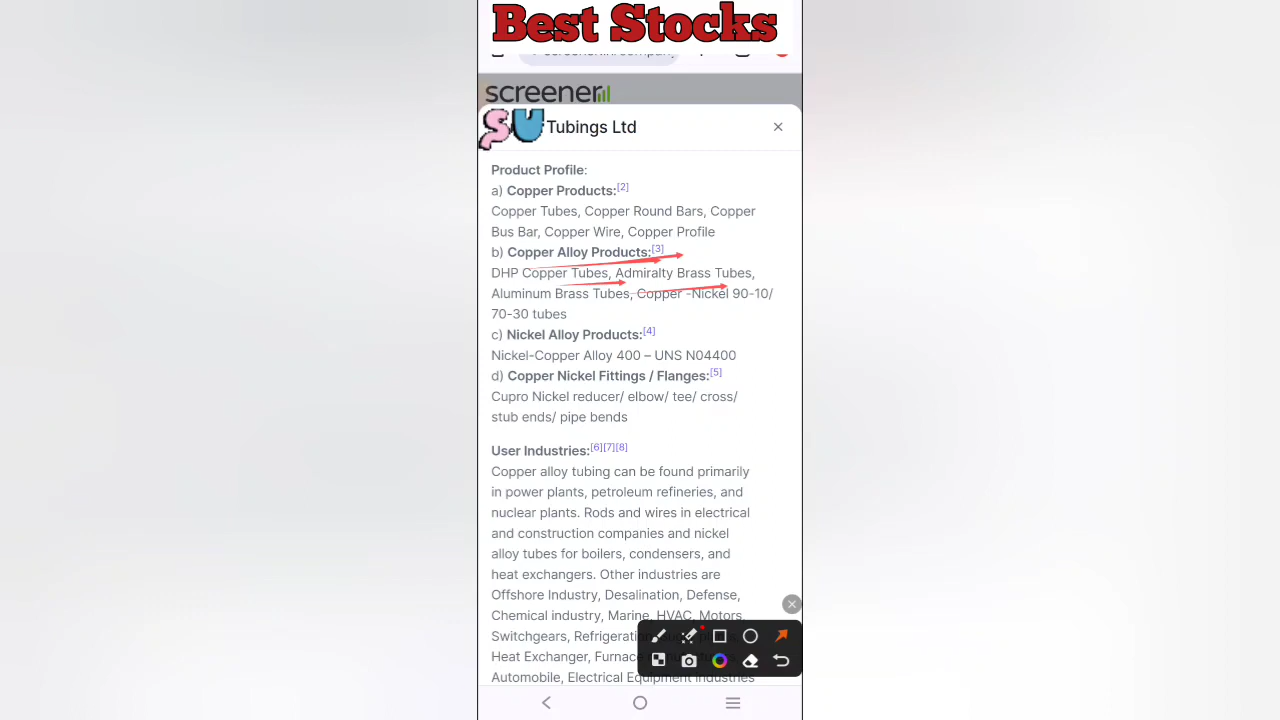 Best Stocks
screener
SU Tubings Ltd
Product Profile:
a) Copper Products:[2]
Copper Tubes, Copper Round Bars, Copper
Bus Bar, Copper Wire, Copper Profile
b) Copper Alloy Products:[3]
DHP Copper Tubes, Admiralty Brass Tubes,
Aluminum Brass Tubes, Copper -Nickel 90-10/
70-30 tubes
c) Nickel Alloy Products:[4]
Nickel-Copper Alloy 400 – UNS N04400
d) Copper Nickel Fittings / Flanges:[5]
Cupro Nickel reducer/ elbow/ tee/ cross/
stub ends/ pipe bends
User Industries:[6][7][8]
Copper alloy tubing can be found primarily
in power plants, petroleum refineries, and
nuclear plants. Rods and wires in electrical
and construction companies and nickel
alloy tubes for boilers, condensers, and
heat exchangers. Other industries are
Offshore Industry, Desalination, Defense,
Chemical industry, Marine, HVAC, Motors,
Switchgears,
Heat Exchanger,
Automobile, Electrical Equipment Industries